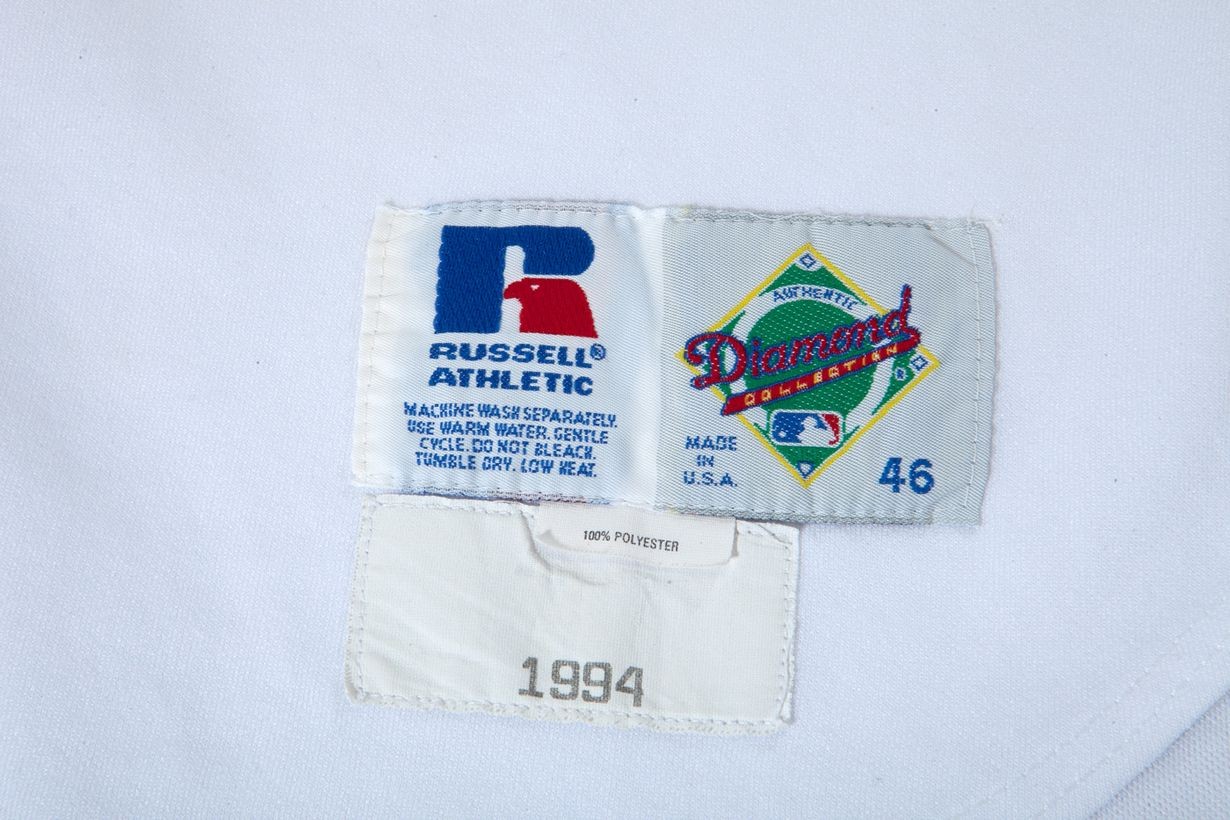 RUSSELL®
ATHLETIC
MACHINE WASH SEPARATELY.
USE WARM WATER. GENTLE
CYCLE. DO NOT BLEACH.
TUMBLE DRY. LOW HEAT.
AUTHENTIC
Diamond
COLLECTION
®
MADE
IN
U.S.A.
46
100% POLYESTER
1994